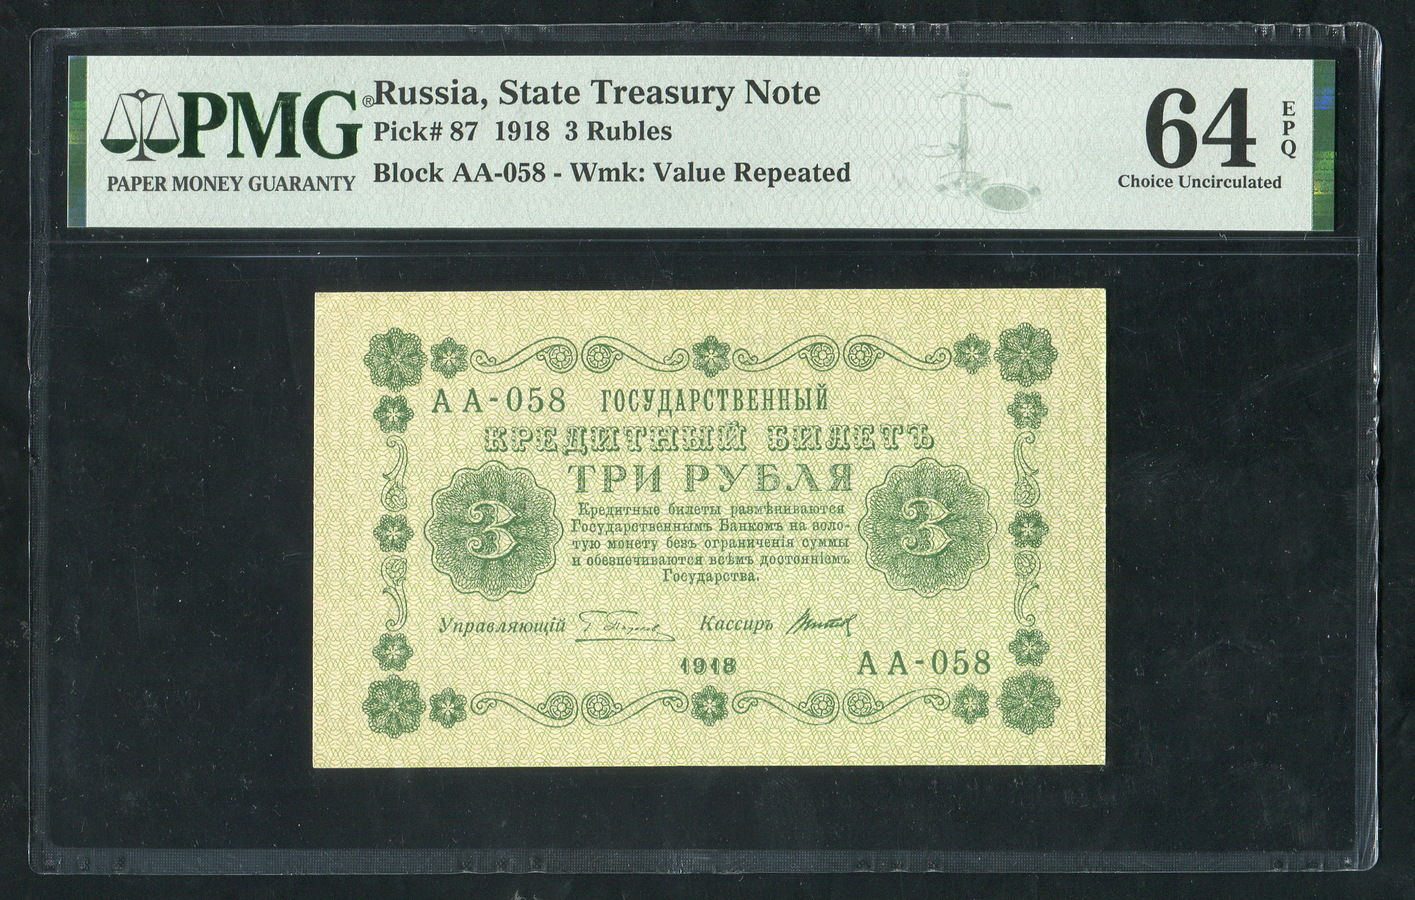 PMG®
PAPER MONEY GUARANTY
Russia, State Treasury Note
Pick# 87 1918 3 Rubles
Block AA-058 - Wmk: Value Repeated
64
EPQ
Choice Uncirculated
АА-058 ГОСУДАРСТВЕННЫЙ
КРЕДИТНЫЙ БИЛЕТЪ
ТРИ РУБЛЯ
3
3
Кредитные билеты размѣниваются
Государственнымъ Банкомъ на золо-
тую монету безъ ограниченія суммы
и обезпечиваются всѣмъ достояніемъ
Государства.
Управляющій
Кассиръ
1918
АА-058